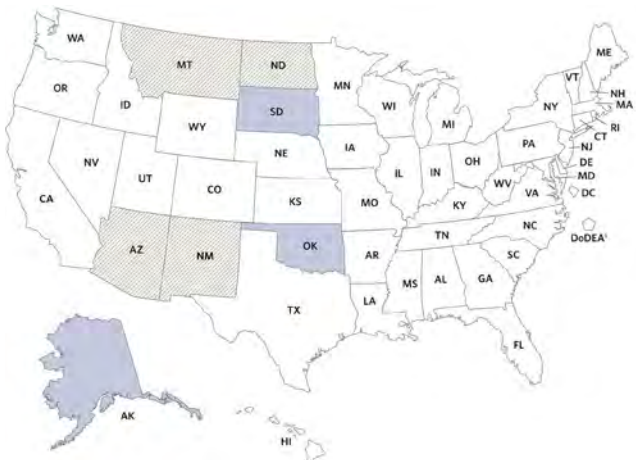 WA
MT
ND
MN
ME
VT
NH
MA
OR
ID
SD
WI
MI
NY
RI
CT
WY
NE
IA
PA
NJ
DE
MD
DC
NV
UT
CO
IL
IN
OH
WV
VA
CA
KS
MO
KY
NC
DoDEA¹
AZ
NM
OK
AR
TN
SC
TX
LA
MS
AL
GA
FL
AK
HI